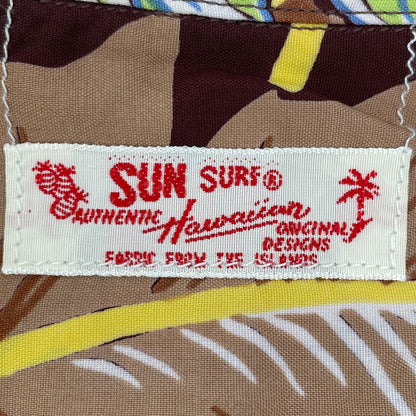 SUN SURF®
AUTHENTIC Hawaiian ORIGINAL
DESIGNS
FABRIC FROM THE ISLANDS